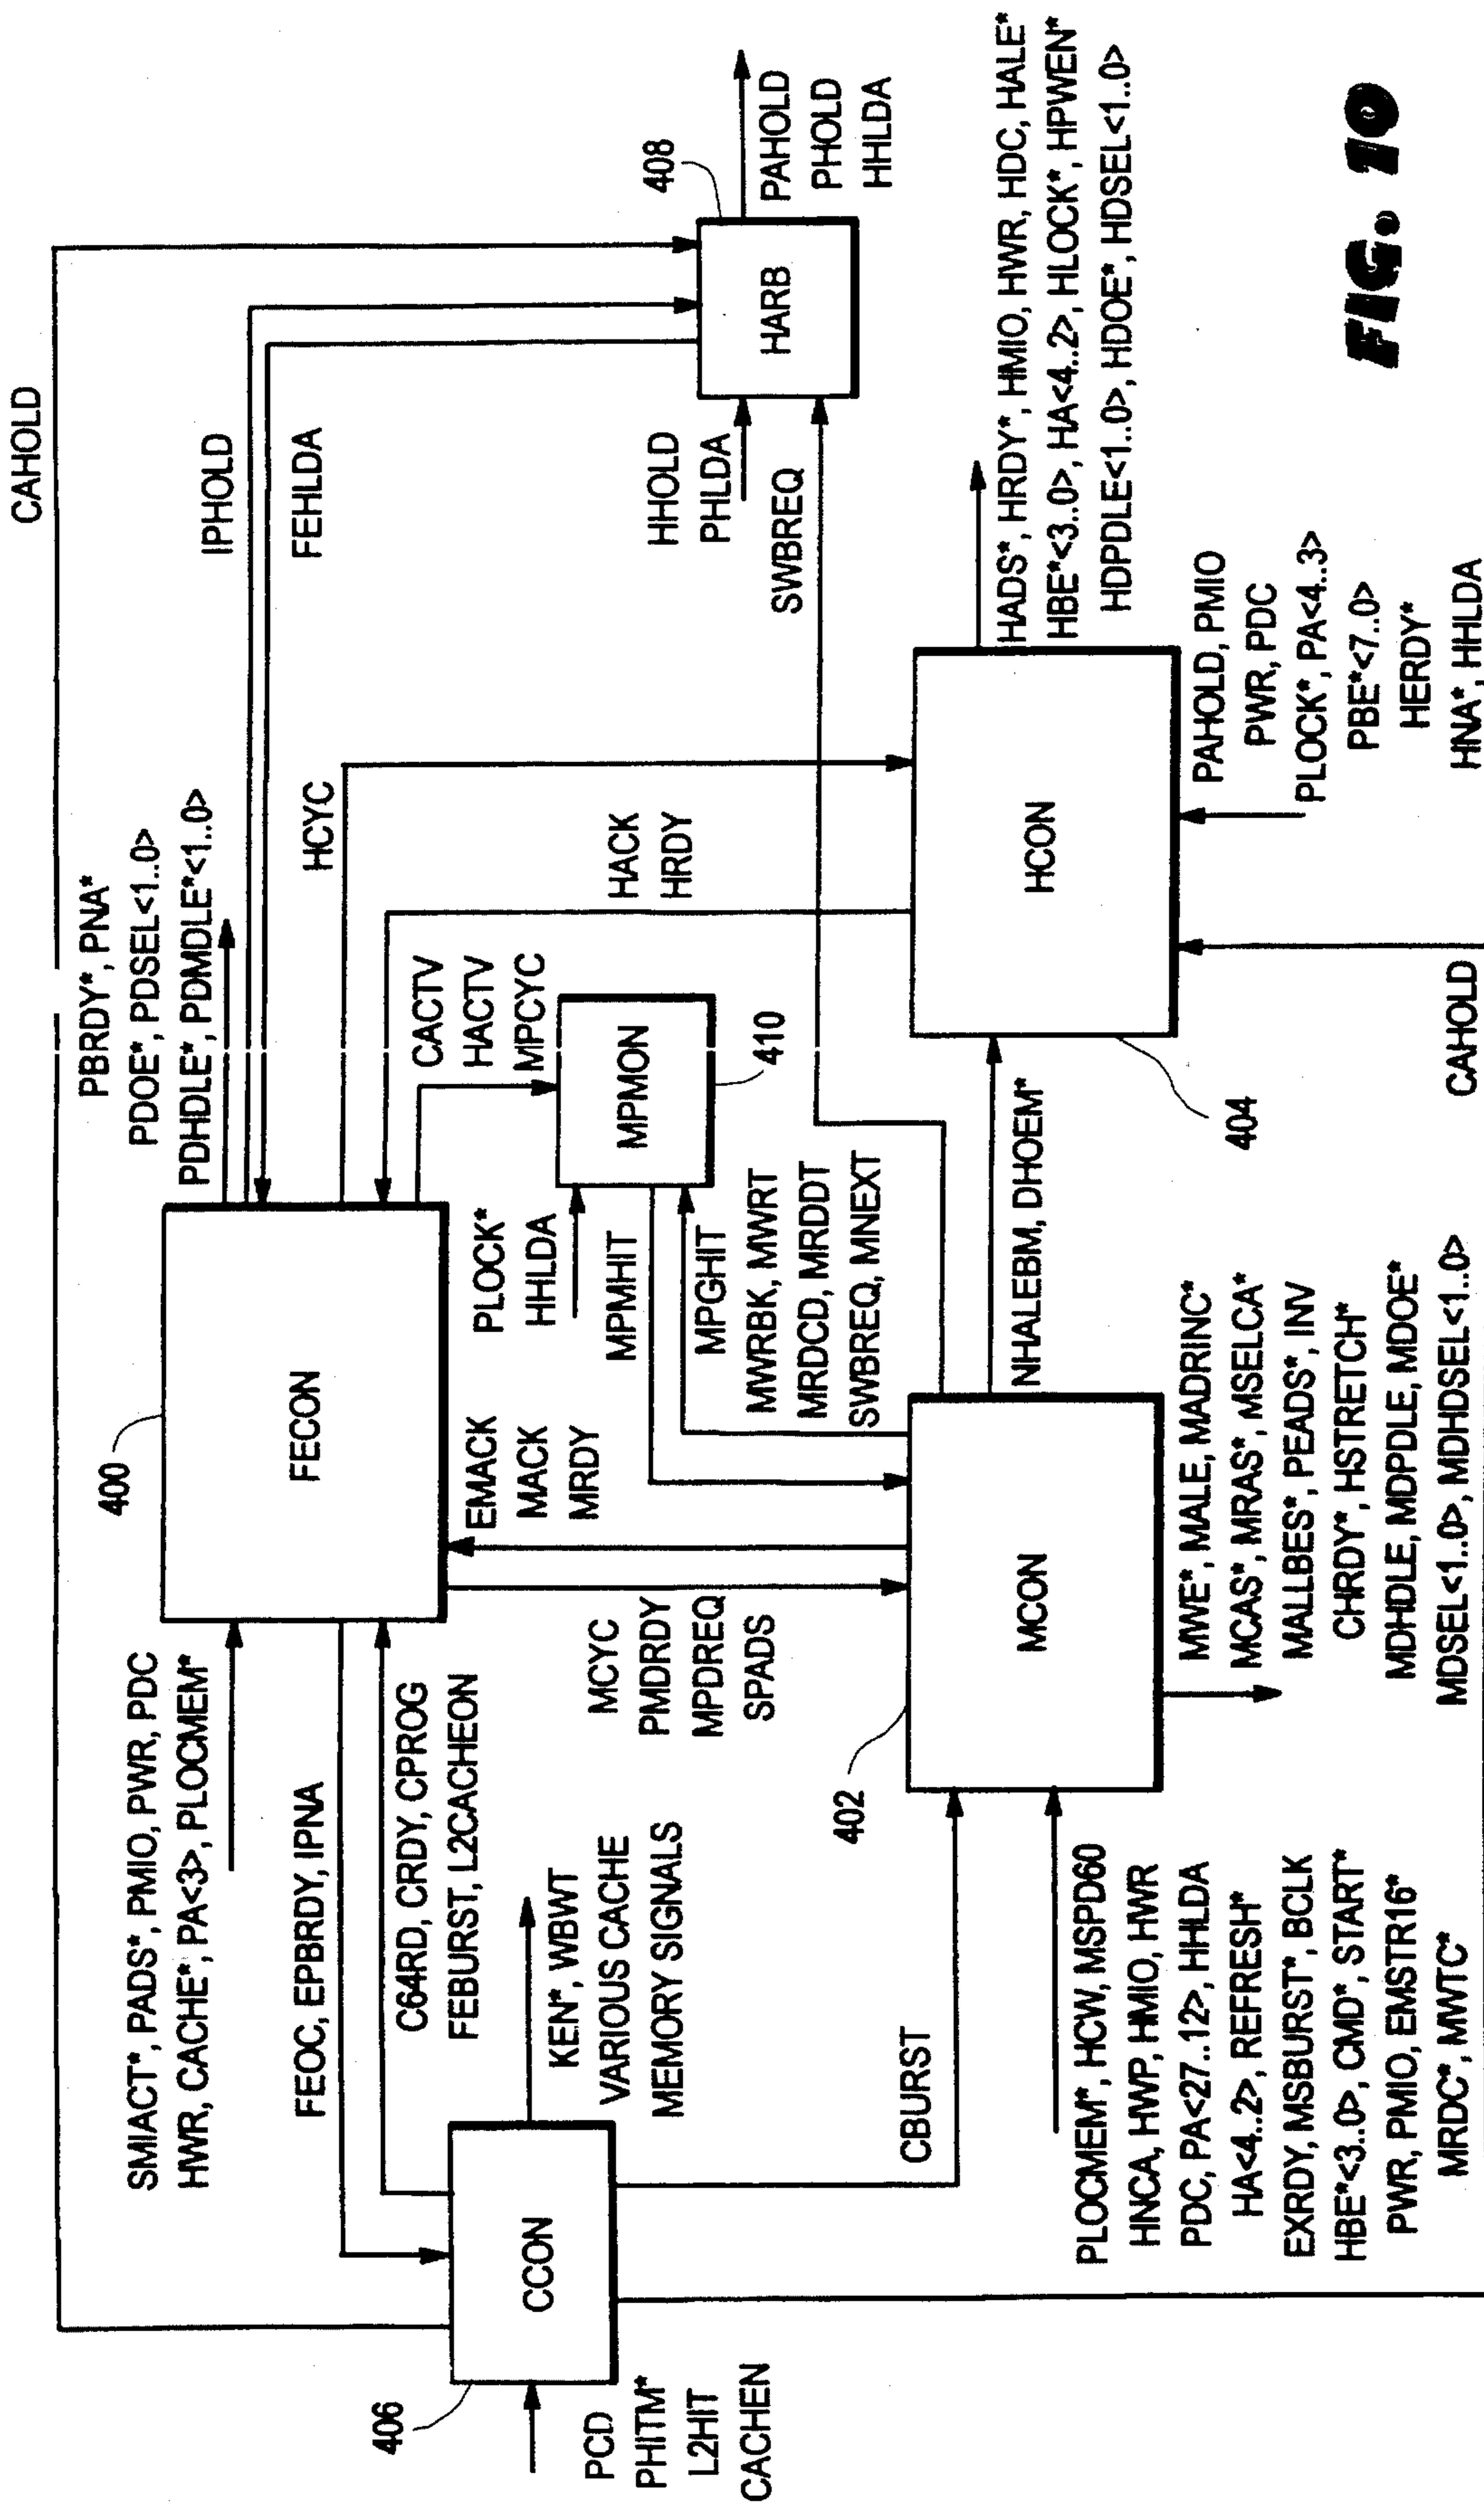 CAHOLD
SMIACT*, PADS*, PMIO, PWR, PDC
HWR, CACHE*, PA<3>, PLOCMEM*
400
FECON
PBRDY*, PNA*
PDOE*, PDSEL<1..0>
PDHDLE*, PDMDLE*<1..0>
IPHOLD
FEHLDA
FEOC, EPBRDY, IPNA
C64RD, CRDY, CPROG
FEBURST, L2CACHEON
HCYC
HACK
HRDY
CACTV
HACTV
MPCYC
EMACK
MACK
MRDY
PLOCK*
HHLDA
MPMHIT
MPGHIT
MPMON
410
406
CCON
PCD
PHITM*
L2HIT
CACHEN
KEN*, WBWT
VARIOUS CACHE
MEMORY SIGNALS
MCYC
PMDRDY
MPDREQ
SPADS
MWRBK, MWRT
MRDCD, MRDDT
SWBREQ, MNEXT
HHOLD
PHLDA
SWBREQ
HARB
408
PAHOLD
PHOLD
HHLDA
CBURST
402
MCON
NHALEBM, DHOEM*
HCON
404
HADS*, HRDY*, HMIO, HWR, HDC, HALE*
HBE*<3..0>, HA<4..2>, HLOCK*, HPWEN*
HDPDLE<1..0>, HDOE*, HDSEL<1..0>
PLOCMEM*, HCW, MSPD60
HNCA, HWP, HMIO, HWR
PDC, PA<27..12>, HHLDA
HA<4..2>, REFRESH*
EXRDY, MSBURST*, BCLK
HBE*<3..0>, CMD*, START*
PWR, PMIO, EMSTR16*
MRDC*, MWTC*
MWE*, MALE, MADRINC*
MCAS*, MRAS*, MSELCA*
MALLBES*, PEADS*, INV
CHRDY*, HSTRETCH*
MDHDLE, MDPDLE, MDOE*
MDSEL<1..0>, MDHDSEL<1..0>
CAHOLD
PAHOLD, PMIO
PWR, PDC
PLOCK*, PA<4..3>
PBE*<7..0>
HERDY*
HNA*, HHLDA
FIG. 10